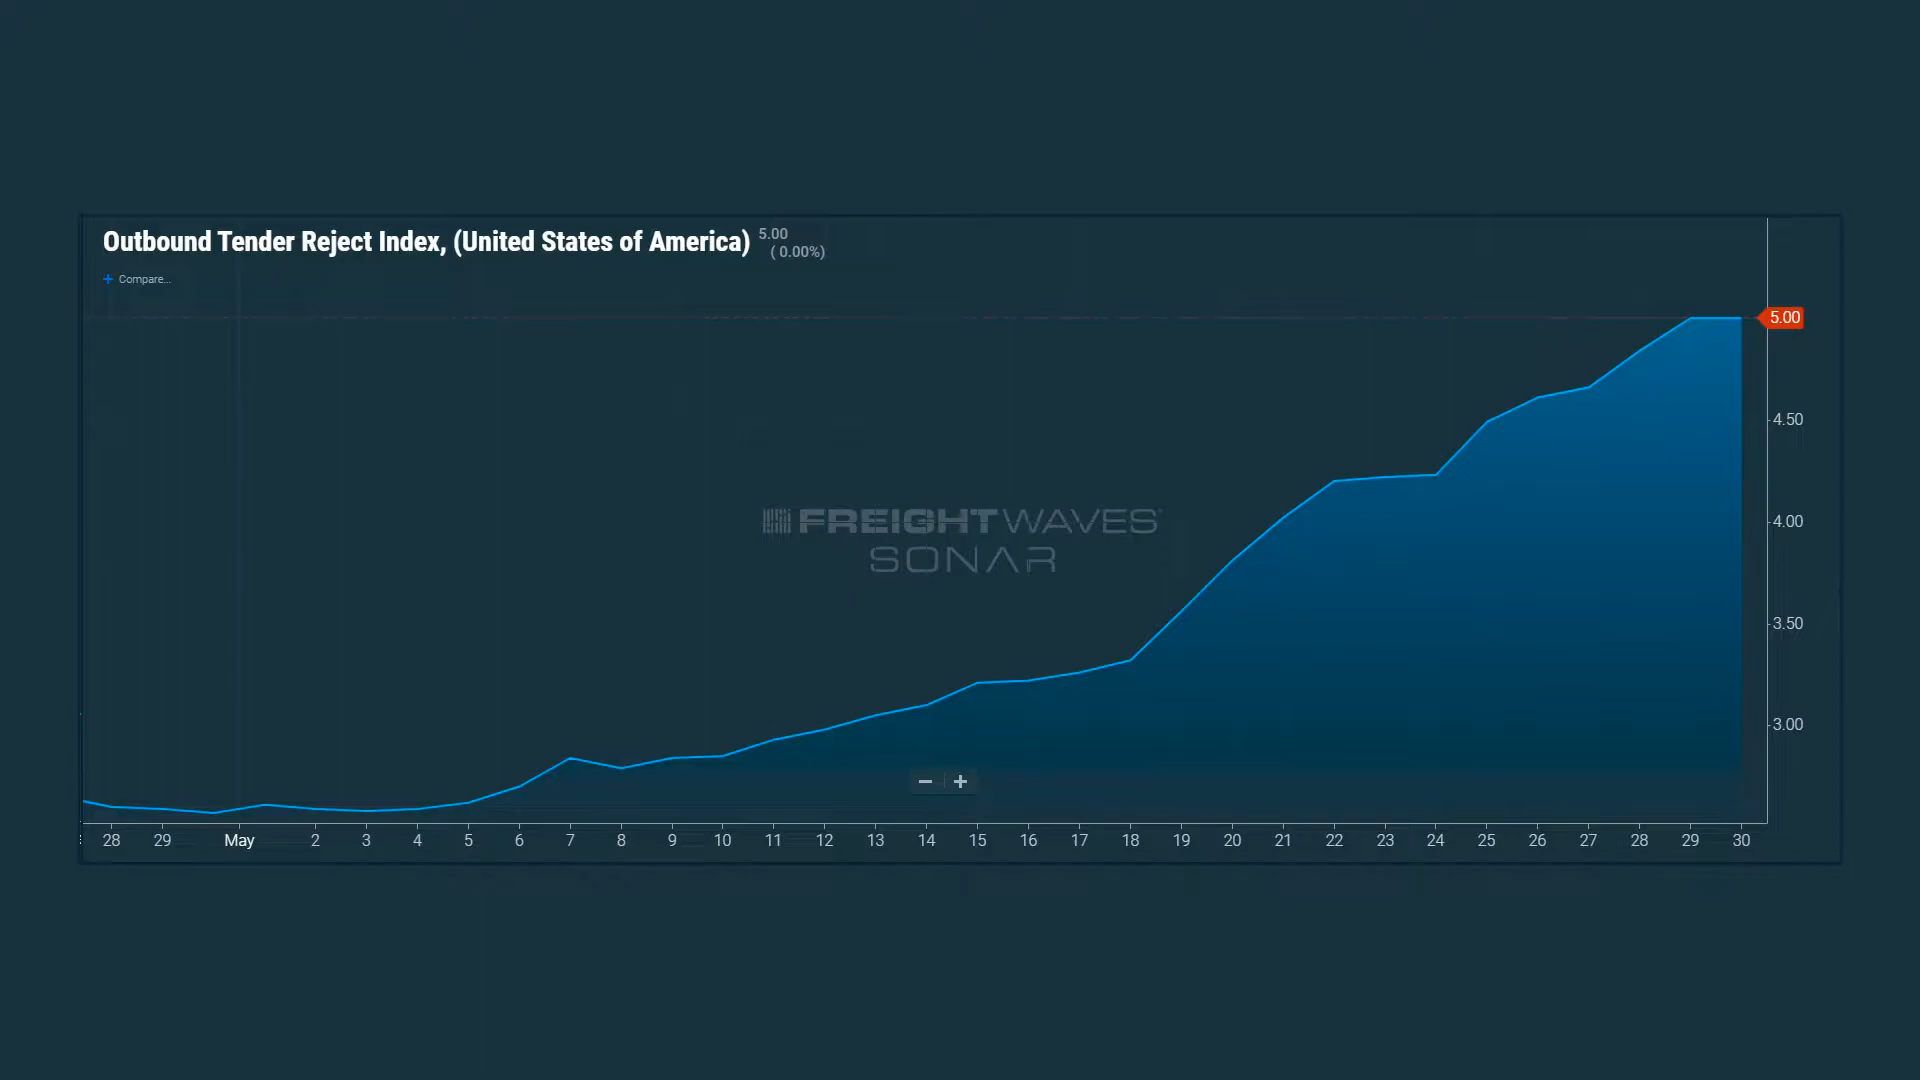 Outbound Tender Reject Index, (United States of America) 5.00
( 0.00%)
+ Compare...
5.00
4.50
FREIGHTWAVES
4.00
SONAR
3.50
3.00
− +
28 29 May 2 3 4 5 6 7 8 9 10 11 12 13 14 15 16 17 18 19 20 21 22 23 24 25 26 27 28 29 30